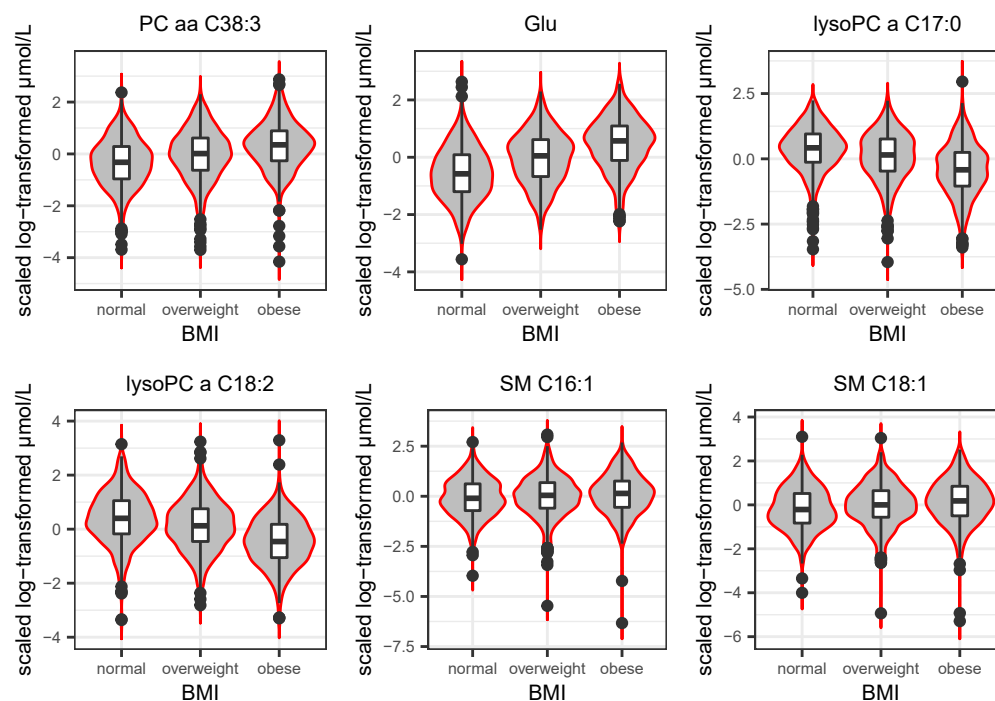 PC aa C38:3
scaled log−transformed μmol/L
2
0
−2
−4
normal overweight obese
BMI
Glu
scaled log−transformed μmol/L
2
0
−2
−4
normal overweight obese
BMI
lysoPC a C17:0
scaled log−transformed μmol/L
2.5
0.0
−2.5
−5.0
normal overweight obese
BMI
lysoPC a C18:2
scaled log−transformed μmol/L
4
2
0
−2
−4
normal overweight obese
BMI
SM C16:1
scaled log−transformed μmol/L
2.5
0.0
−2.5
−5.0
−7.5
normal overweight obese
BMI
SM C18:1
scaled log−transformed μmol/L
4
2
0
−2
−4
−6
normal overweight obese
BMI